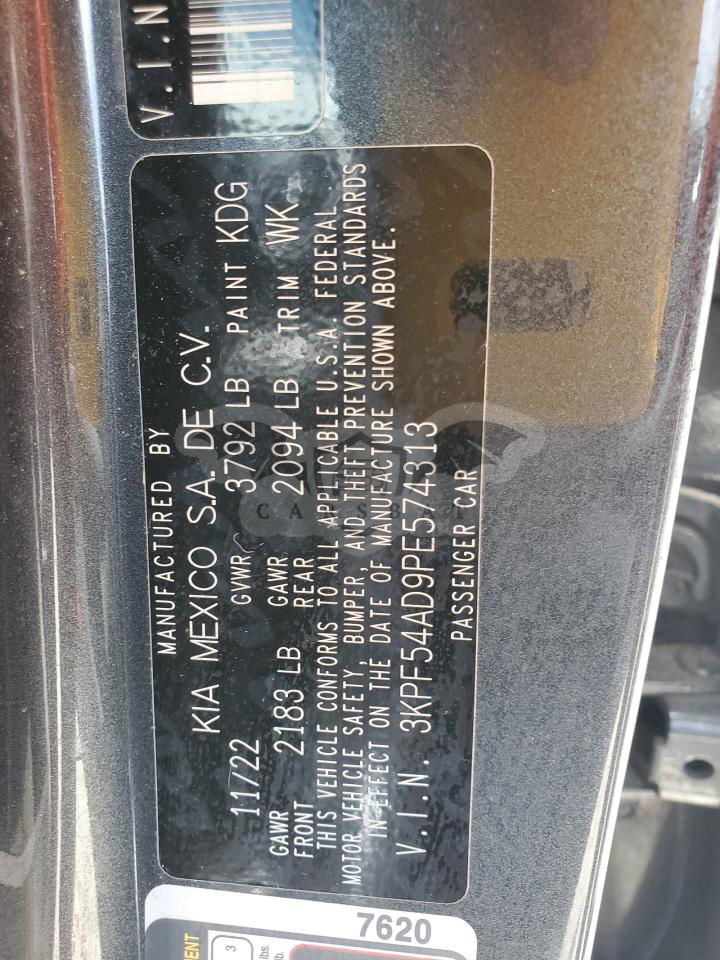 V.I.N
MANUFACTURED BY
KIA MEXICO S.A. DE C.V.
11/22 GVWR 3792 LB PAINT KDG
GAWR FRONT 2183 LB GAWR REAR 2094 LB TRIM WK
THIS VEHICLE CONFORMS TO ALL APPLICABLE U.S.A. FEDERAL
MOTOR VEHICLE SAFETY, BUMPER, AND THEFT PREVENTION STANDARDS
IN EFFECT ON THE DATE OF MANUFACTURE SHOWN ABOVE.
V.I.N. 3KPF54AD9PE574313
PASSENGER CAR
7620
3
lbs.